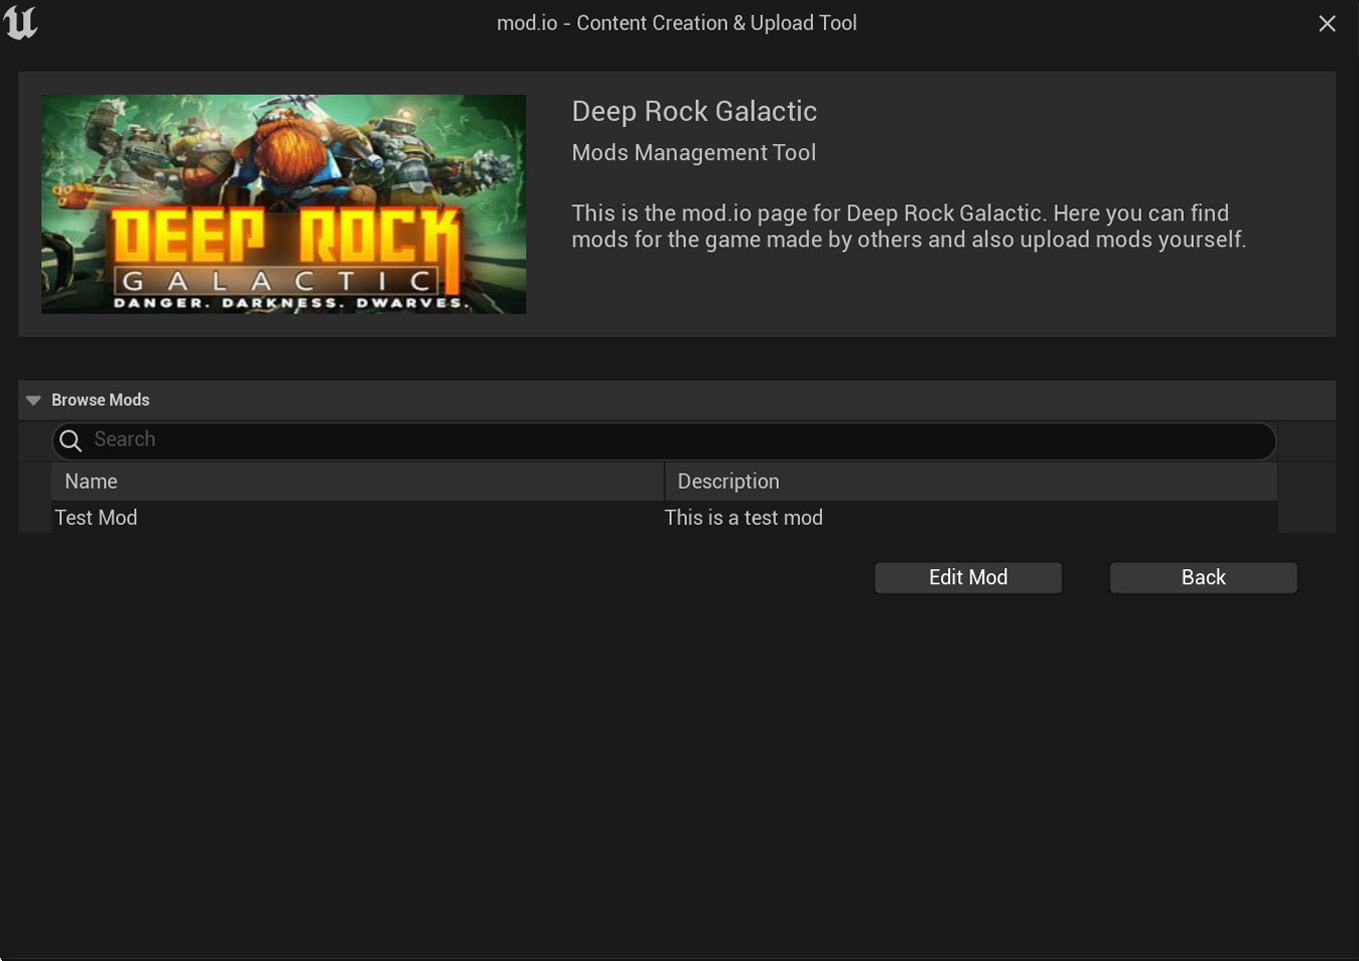 mod.io - Content Creation & Upload Tool
Deep Rock Galactic
Mods Management Tool
This is the mod.io page for Deep Rock Galactic. Here you can find
mods for the game made by others and also upload mods yourself.
DEEP ROCK
GALACTIC
DANGER. DARKNESS. DWARVES.
Browse Mods
Search
Name Description
Test Mod This is a test mod
Edit Mod Back